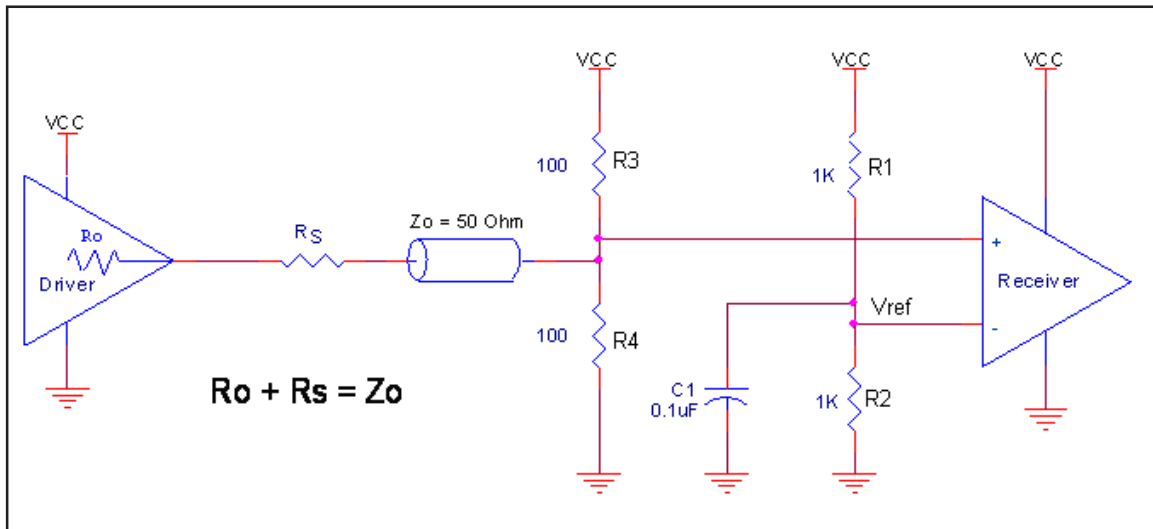 VCC
VCC
VCC
VCC
R3
100
R1
1K
Zo = 50 Ohm
Ro
RS
+
Driver
Receiver
Vref
-
R4
100
Ro + Rs = Zo
C1
0.1uF
R2
1K